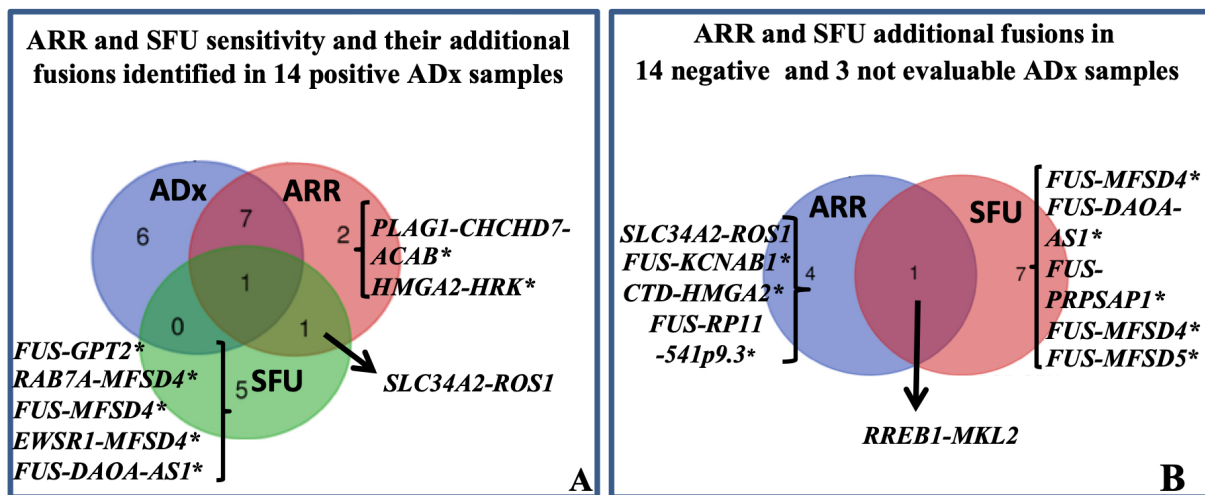 ARR and SFU sensitivity and their additional
fusions identified in 14 positive ADx samples
ADx
ARR
6
7
2
1
0
1
5
SFU
PLAG1-CHCHD7-
ACAB*
HMGA2-HRK*
SLC34A2-ROS1
FUS-GPT2*
RAB7A-MFSD4*
FUS-MFSD4*
EWSR1-MFSD4*
FUS-DAOA-AS1*
A
ARR and SFU additional fusions in
14 negative and 3 not evaluable ADx samples
ARR
SFU
SLC34A2-ROS1
FUS-KCNAB1*
CTD-HMGA2*
FUS-RP11
-541p9.3*
4
1
7
FUS-MFSD4*
FUS-DAOA-
AS1*
FUS-
PRPSAP1*
FUS-MFSD4*
FUS-MFSD5*
RREB1-MKL2
B